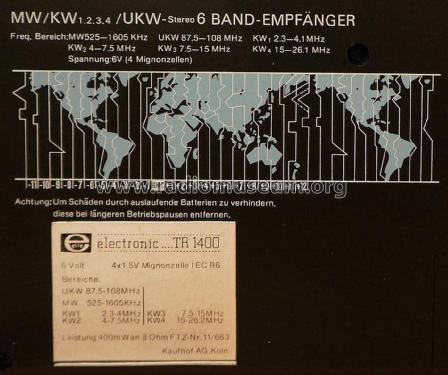 MW/KW1.2.3.4 /UKW-Stereo 6 BAND-EMPFÄNGER
Freq. Bereich:MW525-1605 KHz UKW 87,5-108 MHz KW1 2.3-4,1MHz
KW2 4-7,5 MHz KW3 7,5-15 MHz KW4 15-26.1 MHz
Spannung:6V (4 Mignonzellen)
www.radiomuseum.org
Achtung:Um Schäden durch auslaufende Batterien zu verhindern,
diese bei längeren Betriebspausen entfernen.
elite electronic....TR 1400
6 Volt 4x1.5V Mignonzelle IEC R6
Bereiche:
UKW 87,5-108MHz
MW 525-1605KHz
KW1 2.3-4MHz KW3 7.5-15MHz
KW2 4-7,5MHz KW4 15-26.2MHz
Leistung:400mW an 8 Ohm FTZ-Nr.11/663
Kaufhof AG.Köln